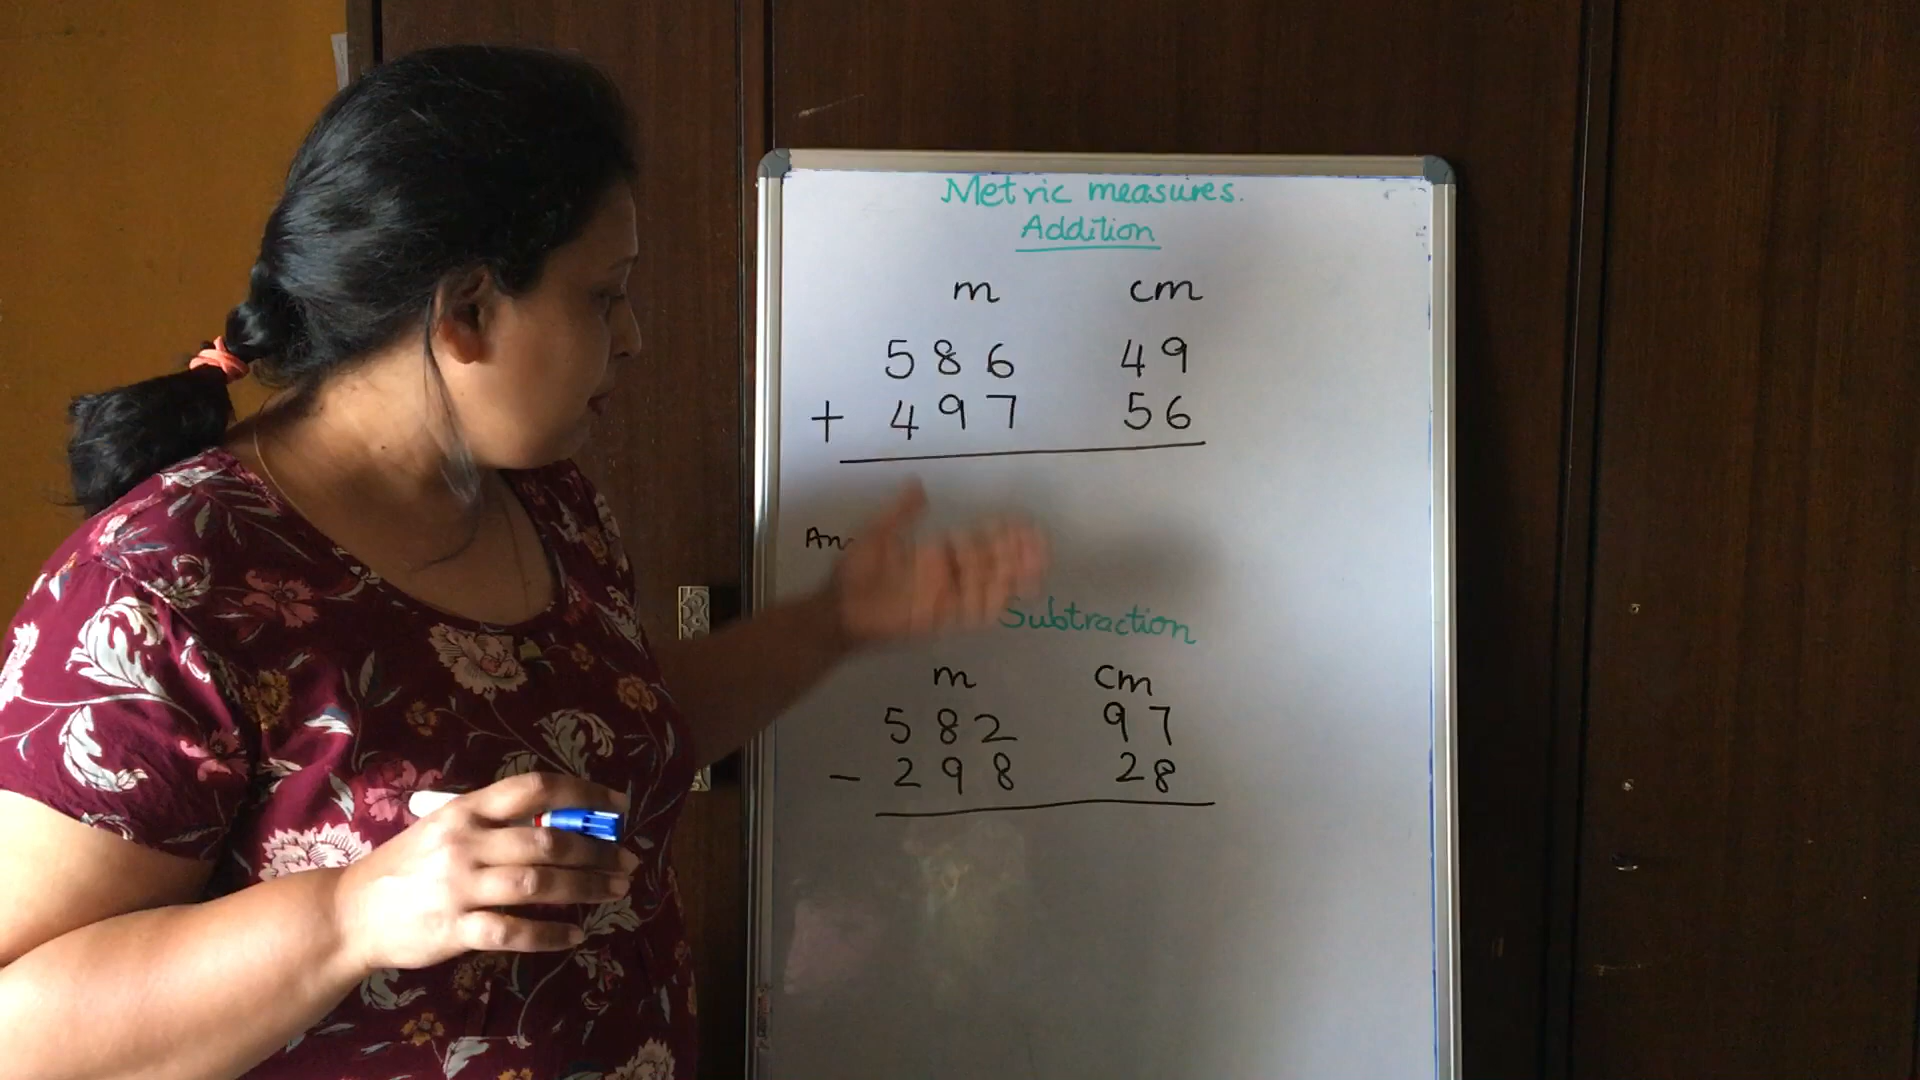 Metric measures.
Addition
m cm
586 49
+ 497 56
Subtraction
m cm
582 97
- 298 28